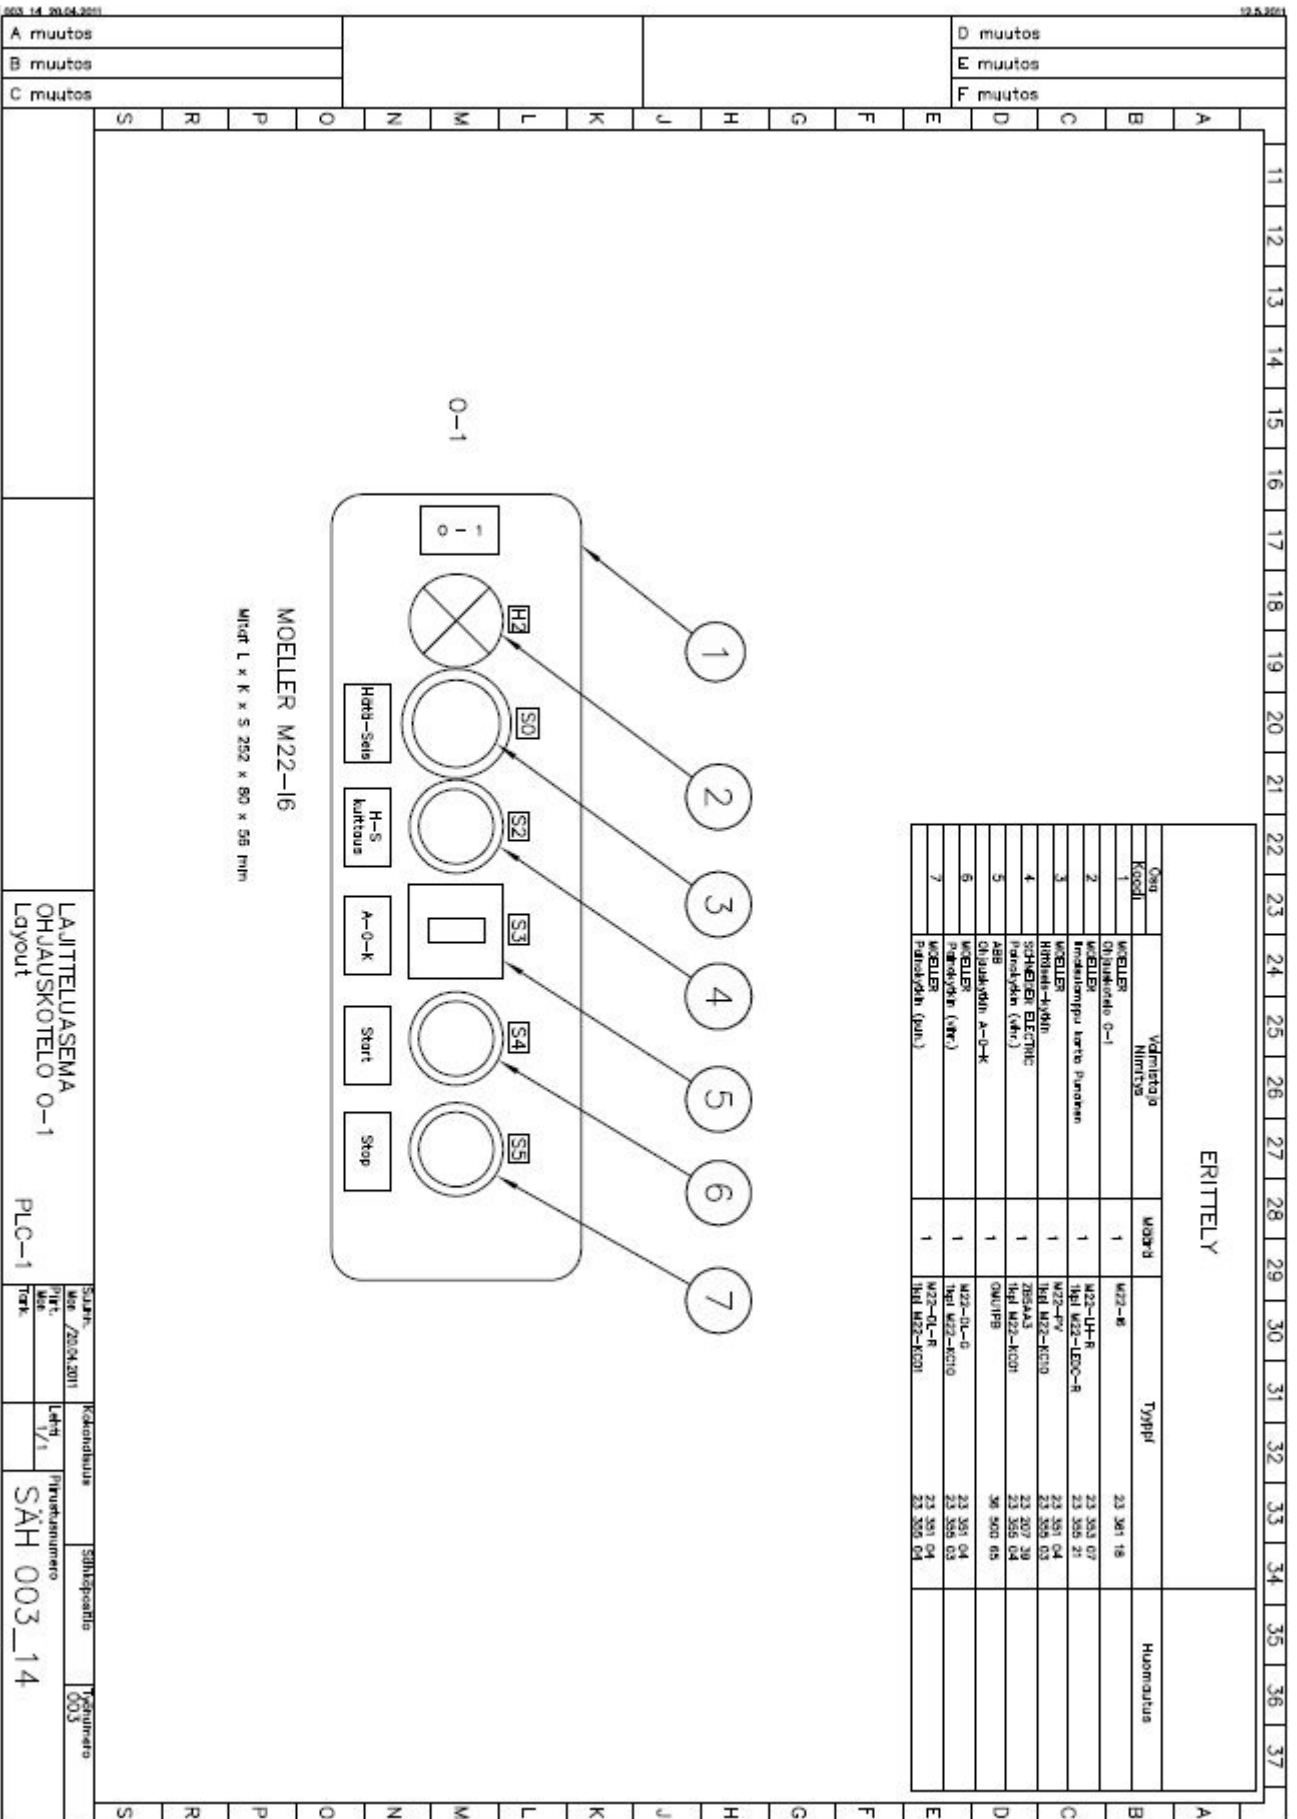 003_14 20.04.2011
12.5.2011
A muutos
B muutos
C muutos
D muutos
E muutos
F muutos
11 12 13 14 15 16 17 18 19 20 21 22 23 24 25 26 27 28 29 30 31 32 33 34 35 36 37
A
B
C
D
E
F
G
H
J
K
L
M
N
O
P
R
S
A
B
C
D
E
F
G
H
J
K
L
M
N
O
P
R
S
ERITTELY
Osa Koodi
Valmistaja Nimitys
Määrä
Tyyppi
Huomautus
1 MOELLER 1 M22-I6 23 361 18
Ohjauskotelo O-1
2 MOELLER 1 M22-LH-R 23 353 07
Ilmaisulamppu kartio Punainen 1kpl M22-LEDC-R 23 355 21
3 MOELLER 1 M22-PV 23 351 04
Hätäseis-kytkin 1kpl M22-KC10 23 355 03
4 SCHNEIDER ELECTRIC 1 ZB5AA3 23 207 39
Painokytkin (vihr.) 1kpl M22-KC01 23 355 04
5 ABB 1 OMU1PB 36 500 65
Ohjauskytkin A-0-K
6 MOELLER 1 M22-DL-G 23 351 04
Painokytkin (vihr.) 1kpl M22-KC10 23 355 03
7 MOELLER 1 M22-DL-R 23 351 04
Painokytkin (pun.) 1kpl M22-KC01 23 355 04
1
2
3
4
5
6
7
O-1
0 - 1
H2
S0
S2
S3
S4
S5
Hätä-Seis
H-S
kuittaus
A-0-K
Start
Stop
MOELLER M22-I6
Mitat L x K x S 252 x 80 x 56 mm
LAJITTELUASEMA
OHJAUSKOTELO O-1
Layout
PLC-1
Suunn.
Mon /20.04.2011
Piirt.
Mon
Tark.
Kokonaisuus
Sähköpositio
Työnumero
003
Lehti
1/1
Piirustusnumero
SÄH 003_14